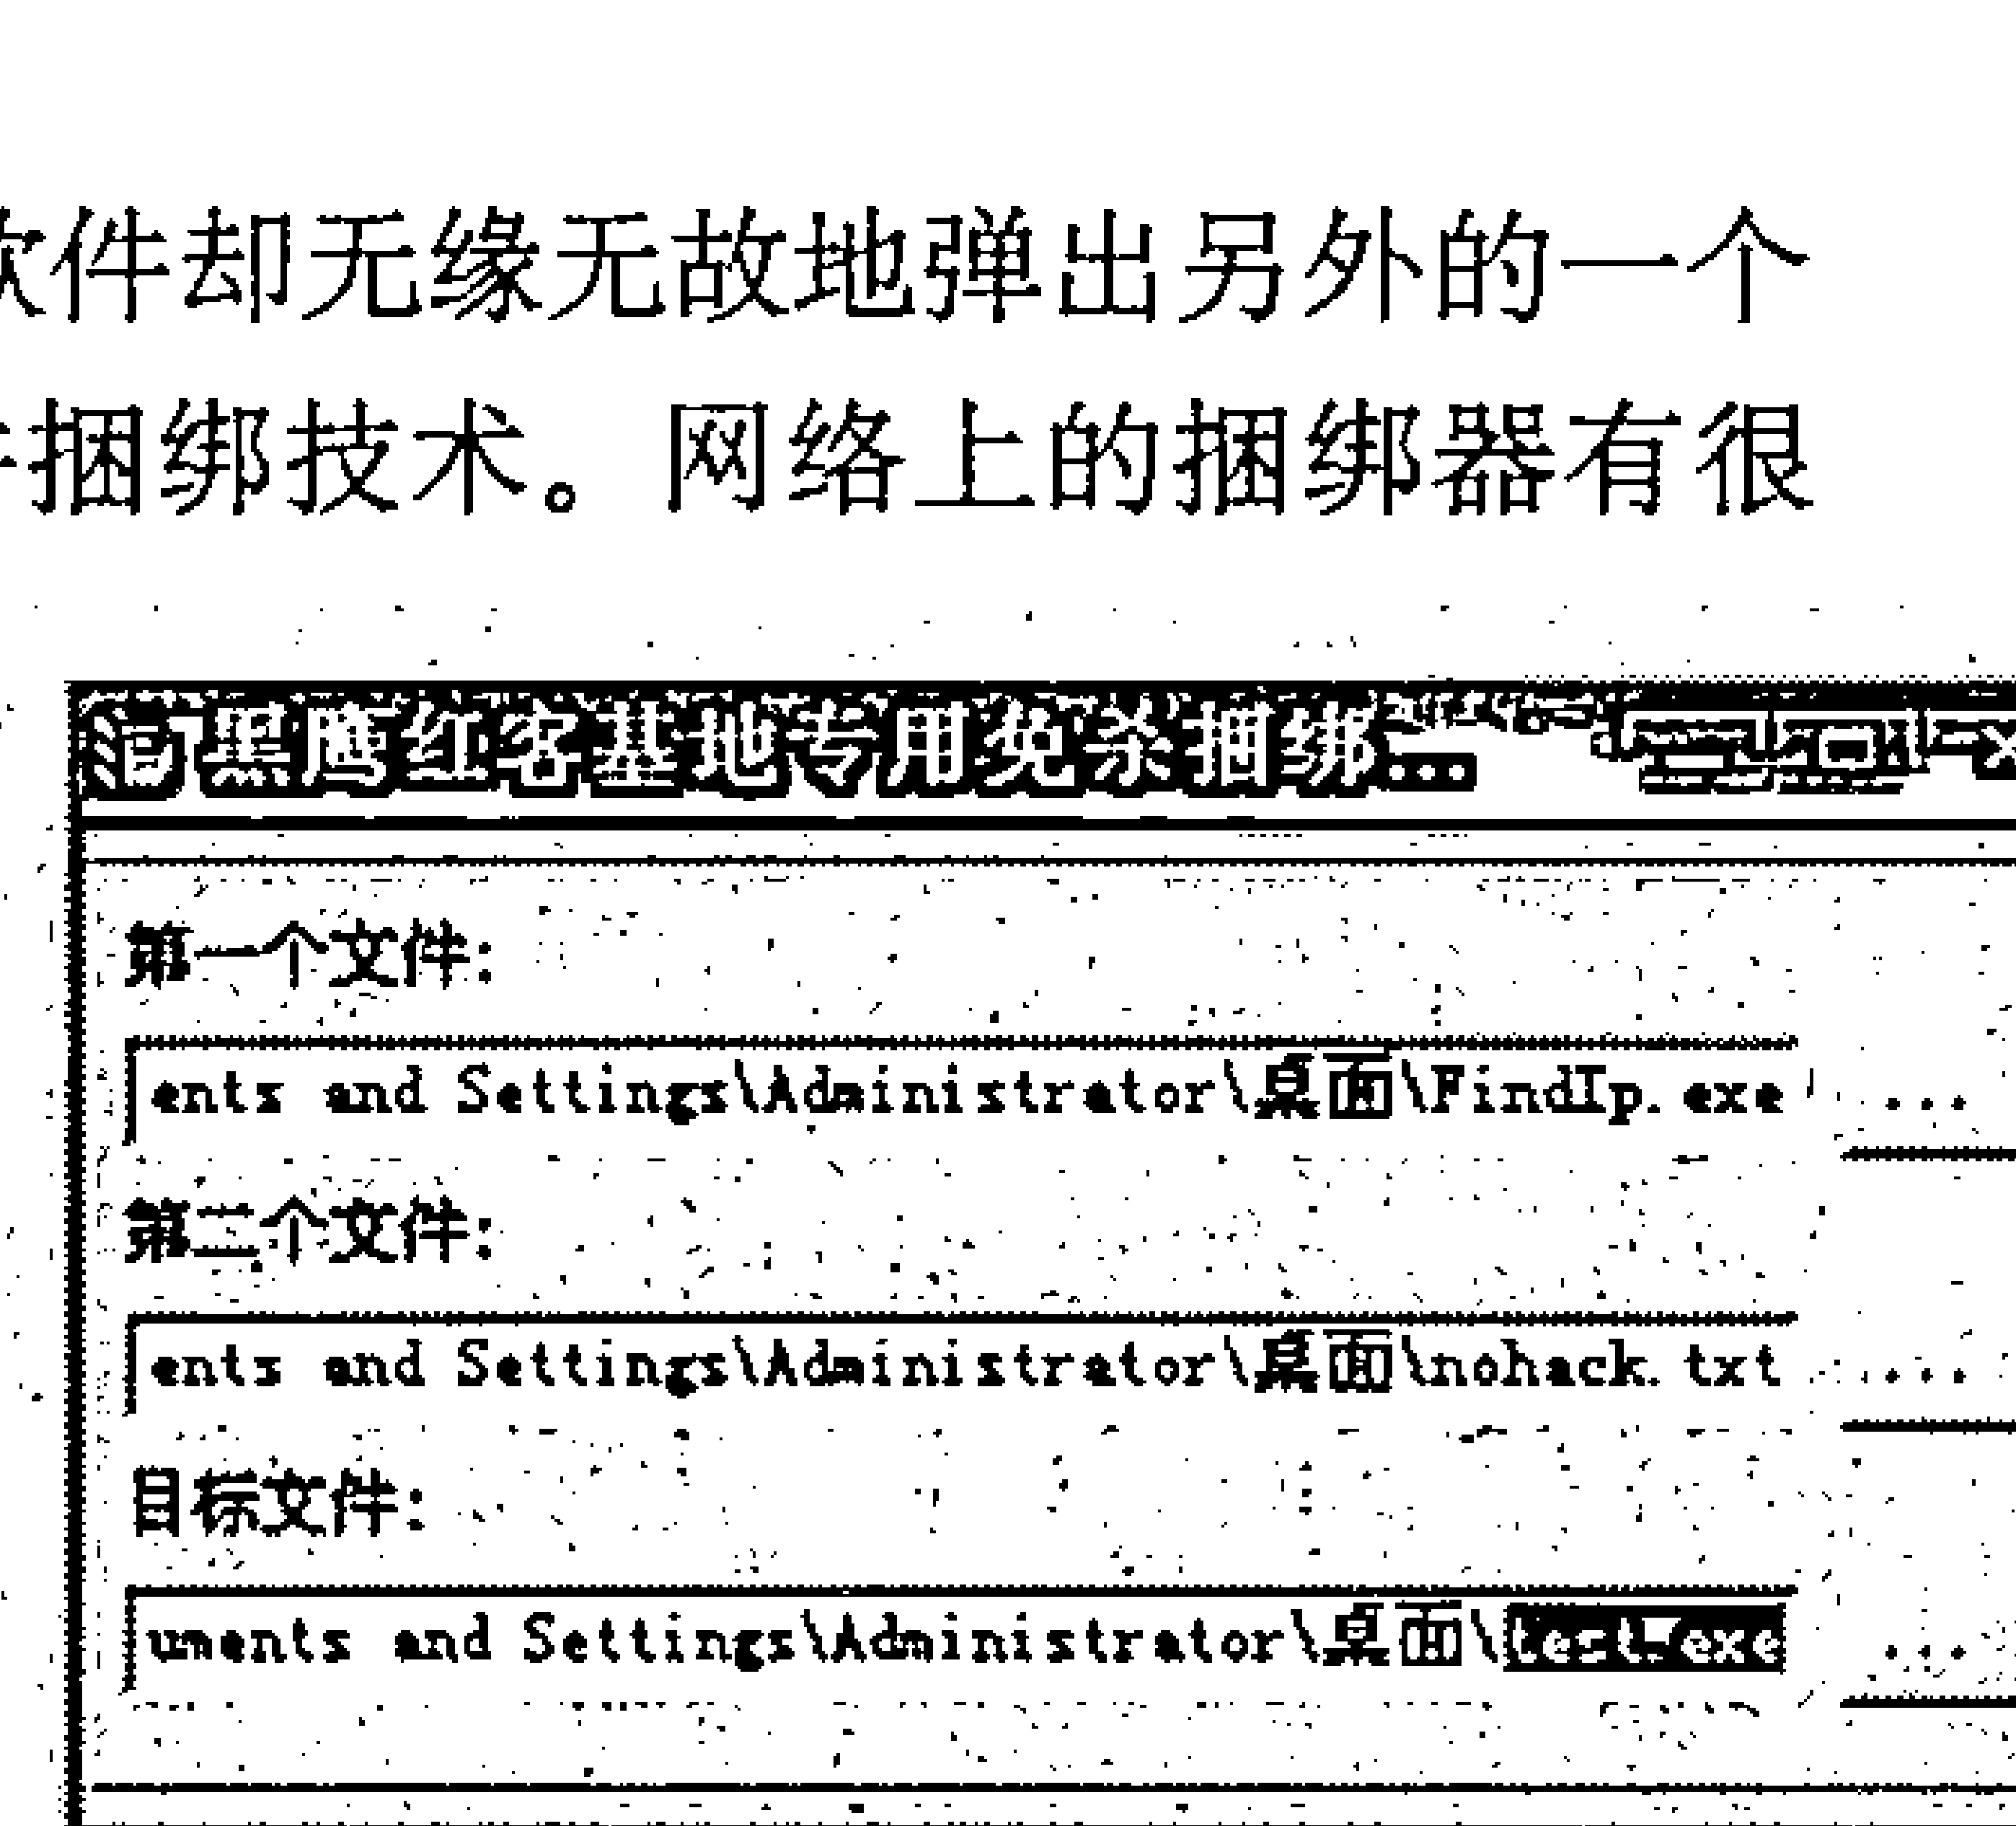 软件却无缘无故地弹出另外的一个
件捆绑技术。网络上的捆绑器有很
黑鹰红客基地专用免杀捆绑...
第一个文件:
ents and Settings\Administrator\桌面\FindIp.exe
...
第二个文件:
ents and Settings\Administrator\桌面\nohack.txt
...
目标文件:
uments and Settings\Administrator\桌面\test.exe
...